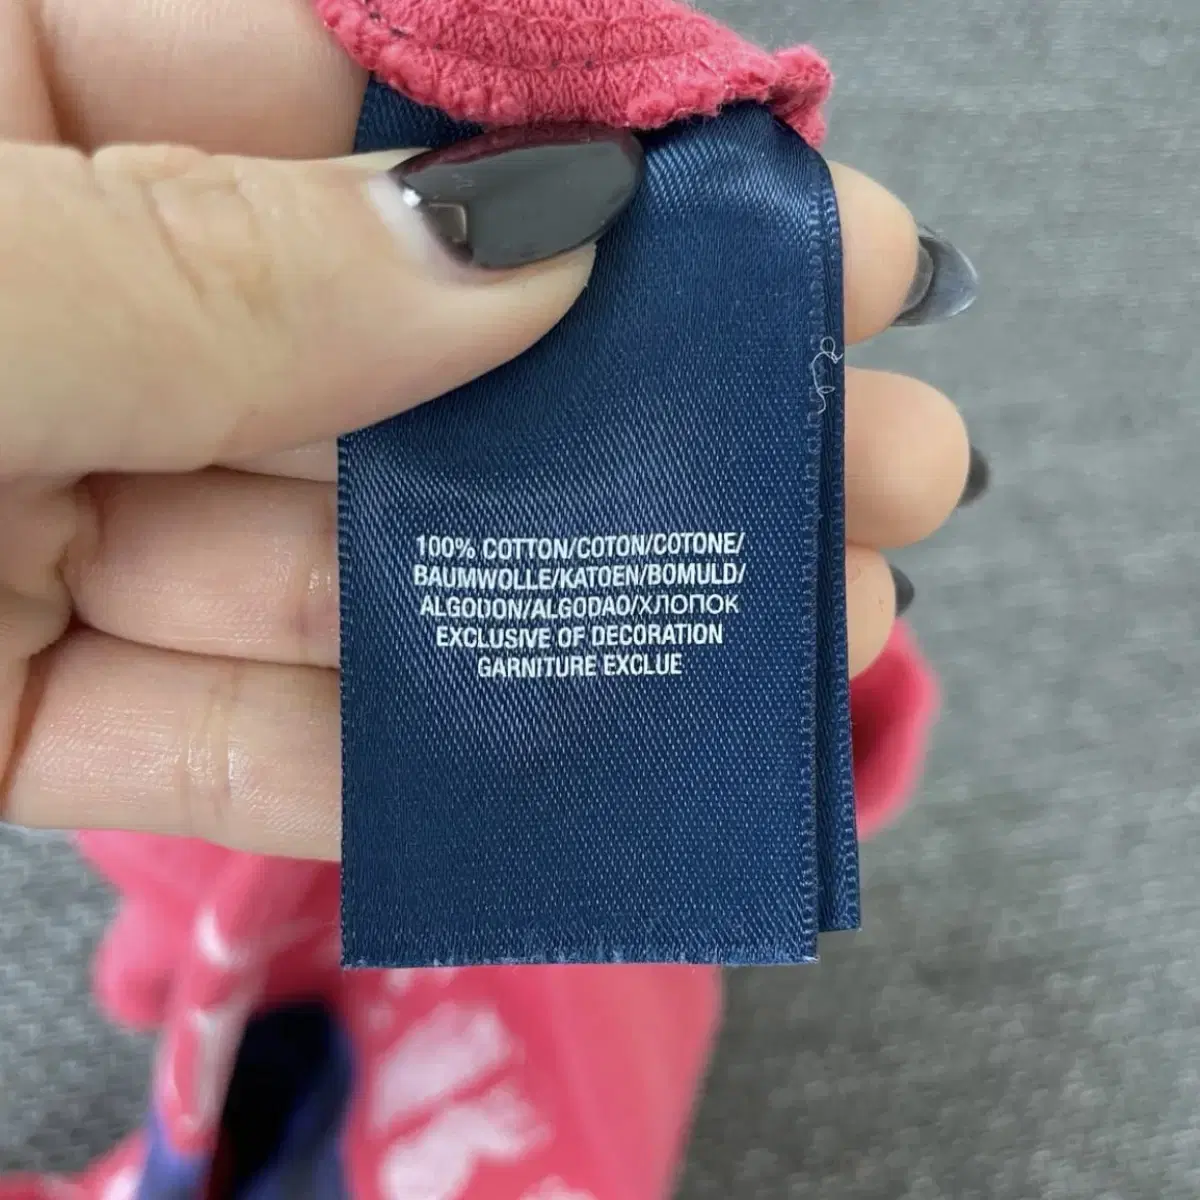 100% COTTON/COTON/COTONE/
BAUMWOLLE/KATOEN/BOMULD/
ALGODON/ALGODAO/ХЛОПОК
EXCLUSIVE OF DECORATION
GARNITURE EXCLUE